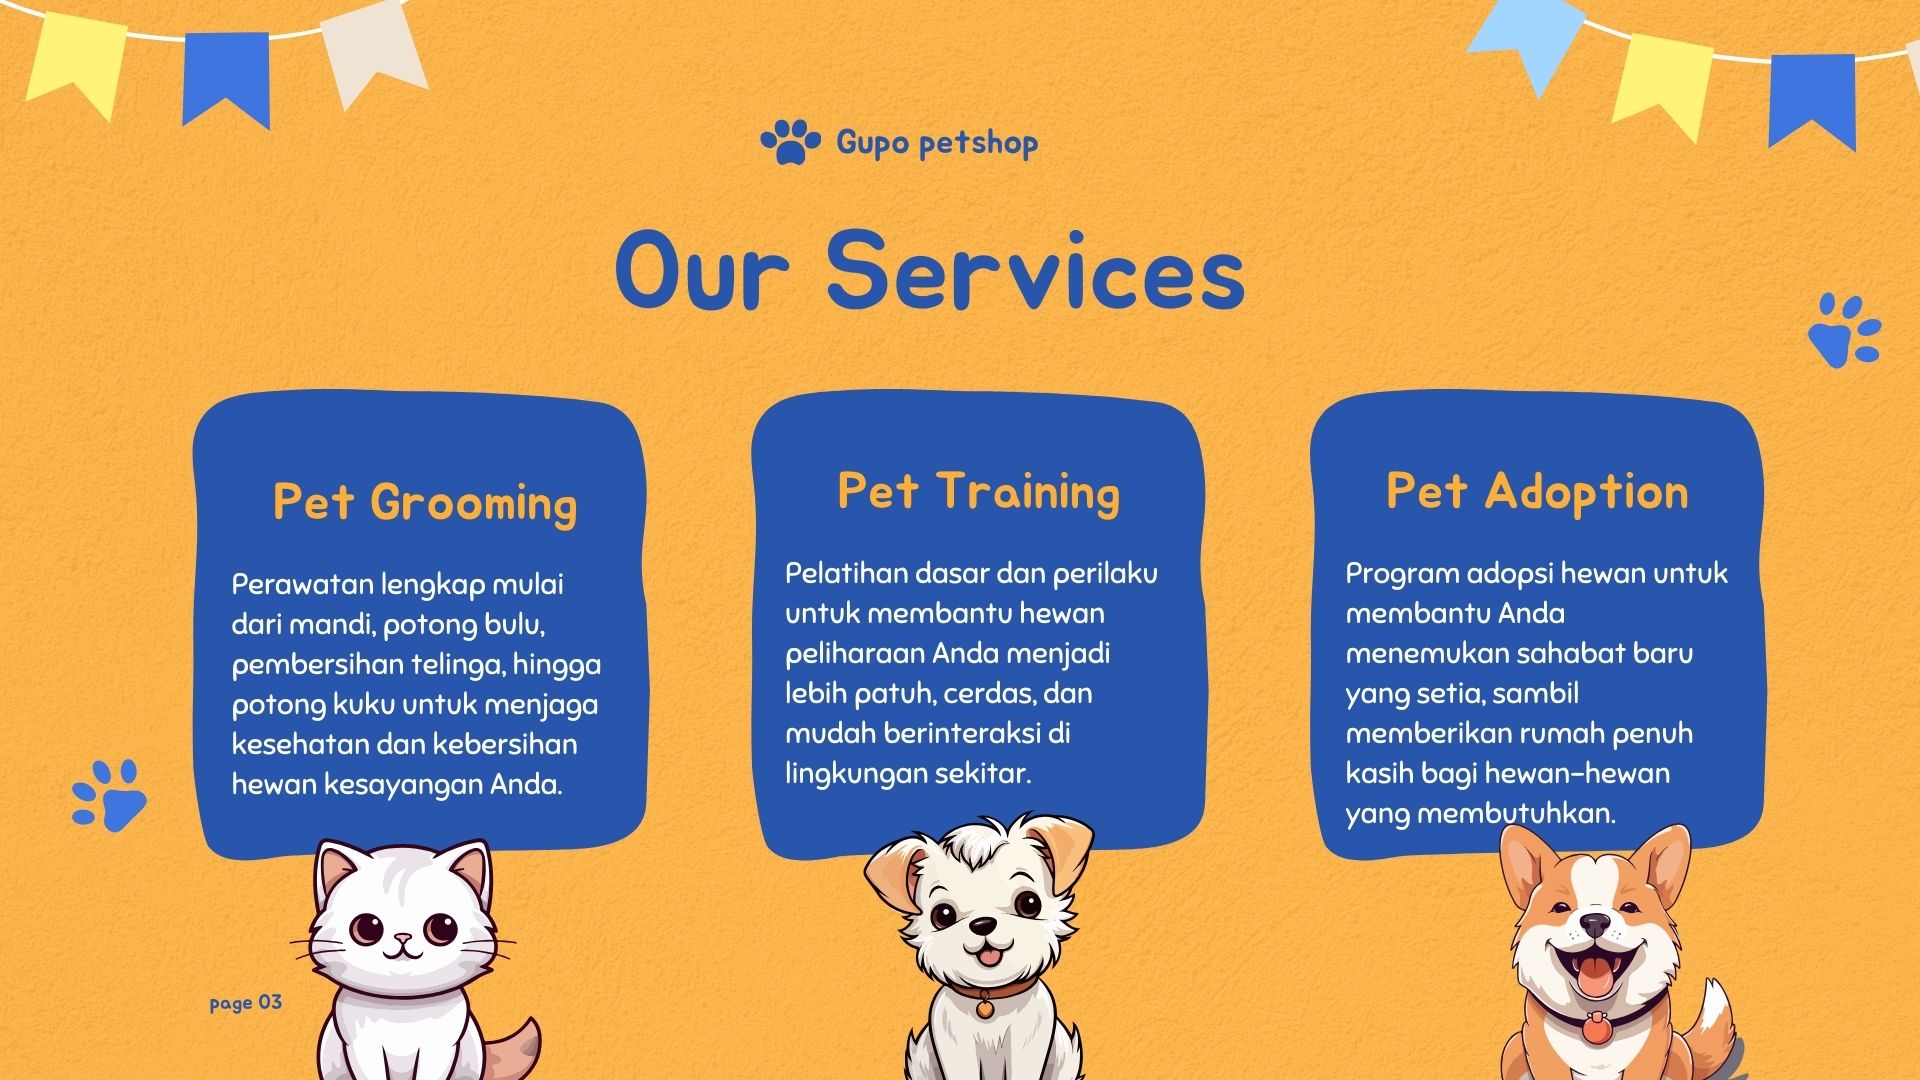 Gupo petshop
Our Services
Pet Grooming
Perawatan lengkap mulai
dari mandi, potong bulu,
pembersihan telinga, hingga
potong kuku untuk menjaga
kesehatan dan kebersihan
hewan kesayangan Anda.
Pet Training
Pelatihan dasar dan perilaku
untuk membantu hewan
peliharaan Anda menjadi
lebih patuh, cerdas, dan
mudah berinteraksi di
lingkungan sekitar.
Pet Adoption
Program adopsi hewan untuk
membantu Anda
menemukan sahabat baru
yang setia, sambil
memberikan rumah penuh
kasih bagi hewan-hewan
yang membutuhkan.
page 03